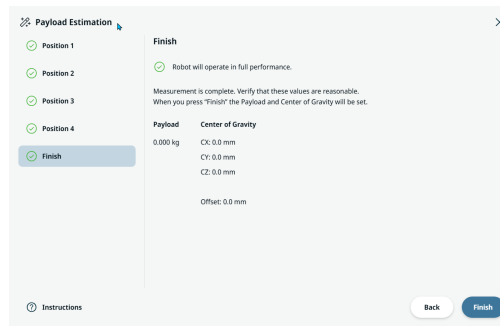 Payload Estimation
Position 1
Position 2
Position 3
Position 4
Finish
Finish
Robot will operate in full performance.
Measurement is complete. Verify that these values are reasonable.
When you press "Finish" the Payload and Center of Gravity will be set.
Payload Center of Gravity
0.000 kg CX: 0.0 mm
CY: 0.0 mm
CZ: 0.0 mm
Offset: 0.0 mm
Instructions
Back
Finish